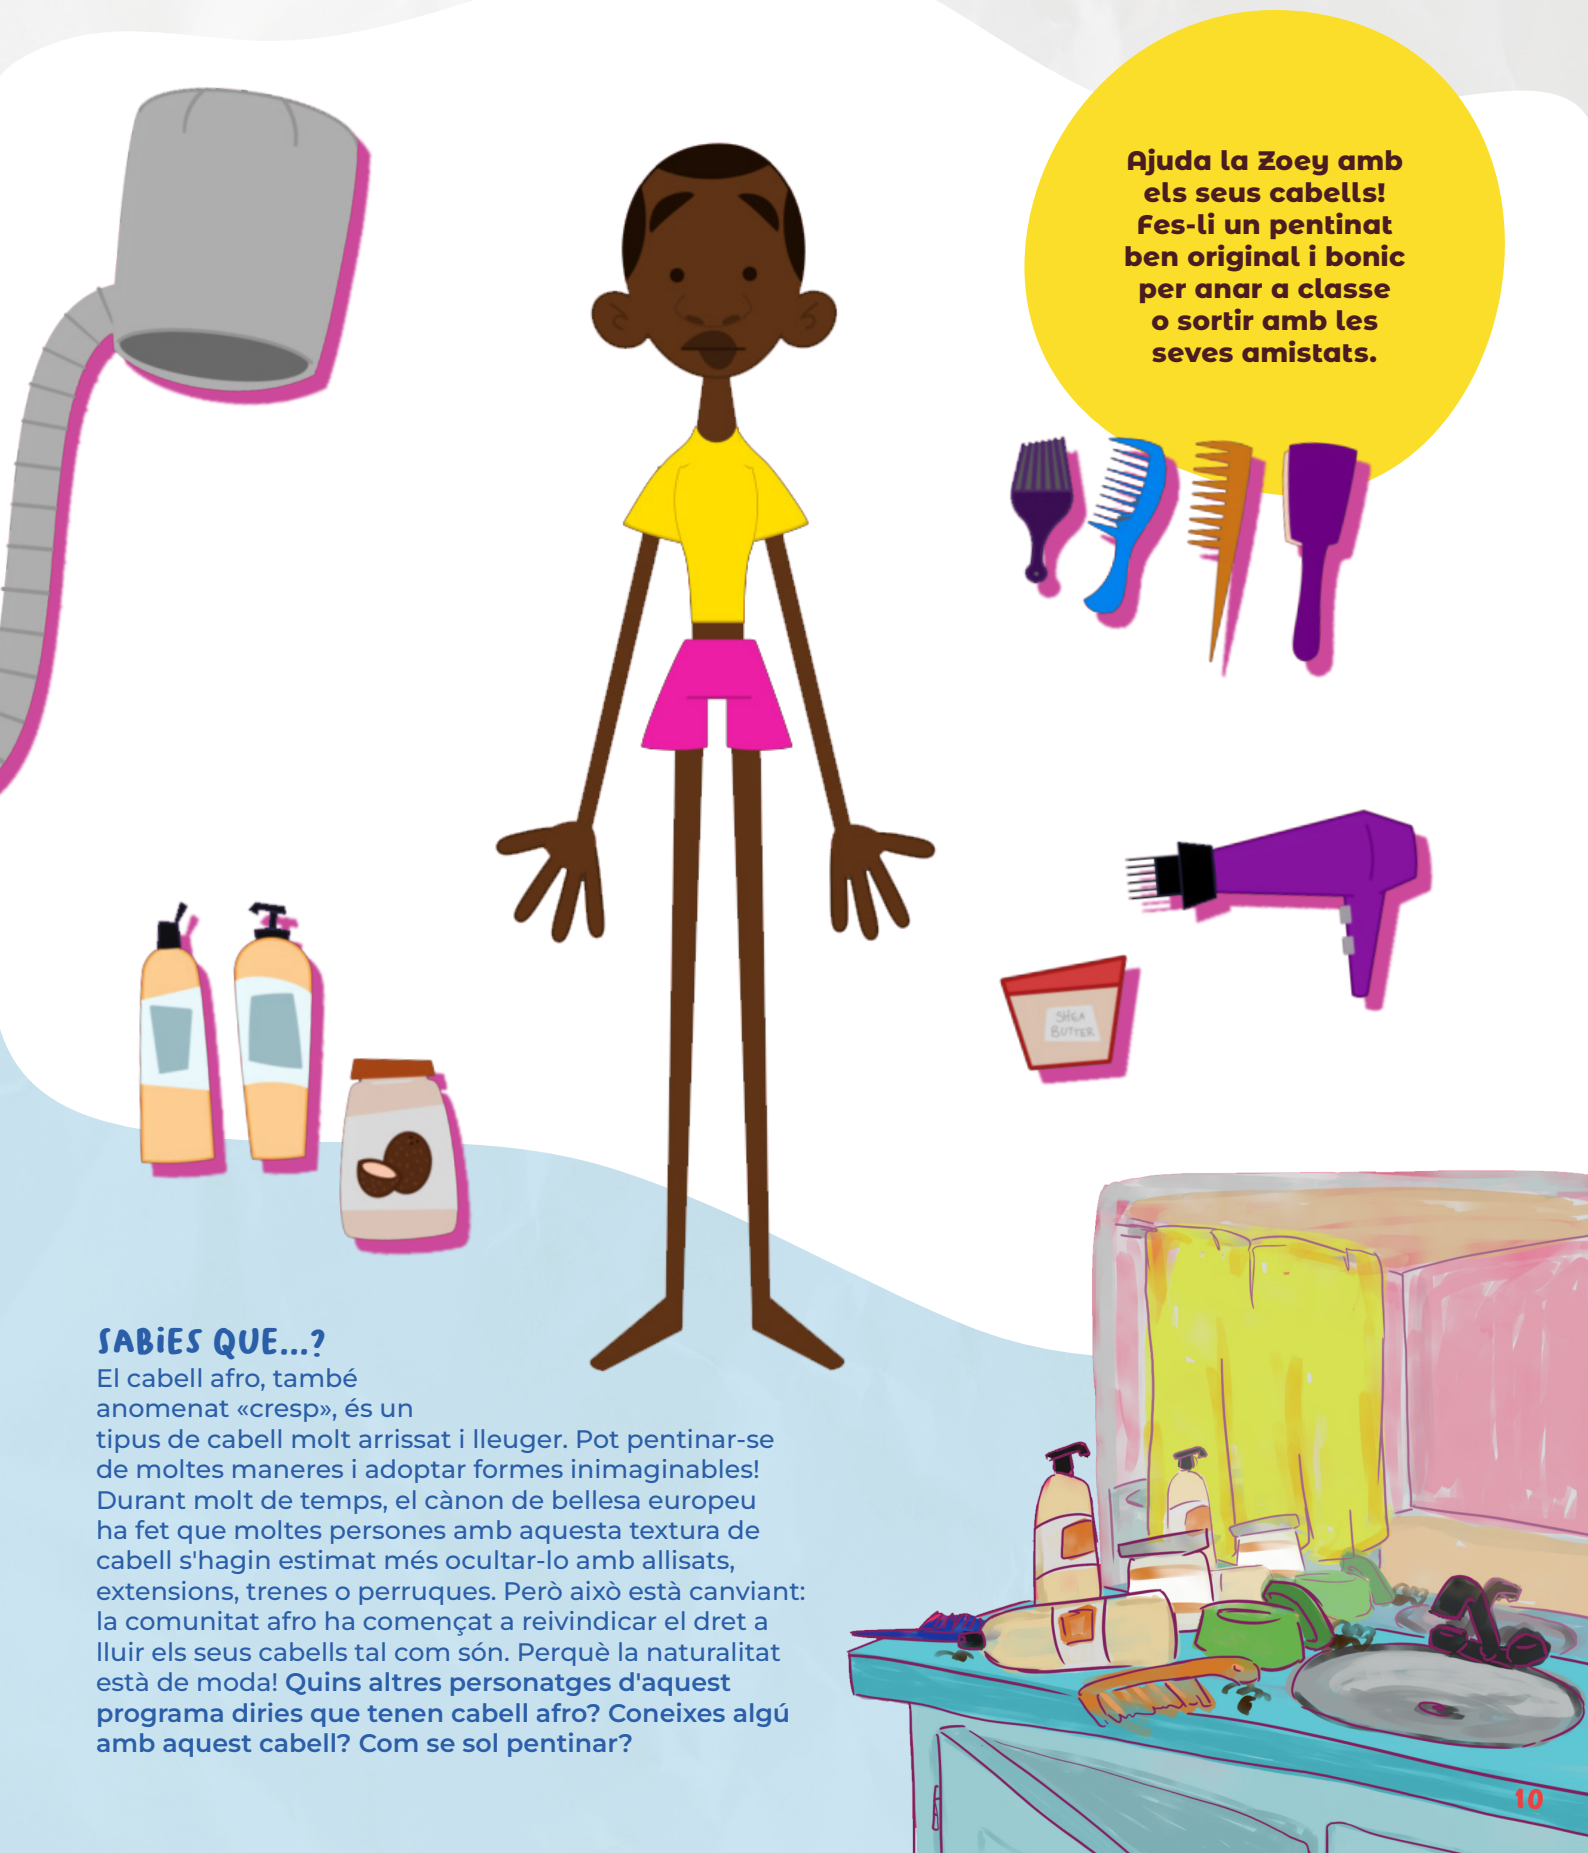 Ajuda la Zoey amb
els seus cabells!
Fes-li un pentinat
ben original i bonic
per anar a classe
o sortir amb les
seves amistats.
SHEA
BUTTER
SABiES QUE...?
El cabell afro, també
anomenat «cresp», és un
tipus de cabell molt arrissat i lleuger. Pot pentinar-se
de moltes maneres i adoptar formes inimaginables!
Durant molt de temps, el cànon de bellesa europeu
ha fet que moltes persones amb aquesta textura de
cabell s'hagin estimat més ocultar-lo amb allisats,
extensions, trenes o perruques. Però això està canviant:
la comunitat afro ha començat a reivindicar el dret a
lluir els seus cabells tal com són. Perquè la naturalitat
està de moda! Quins altres personatges d'aquest
programa diries que tenen cabell afro? Coneixes algú
amb aquest cabell? Com se sol pentinar?
10